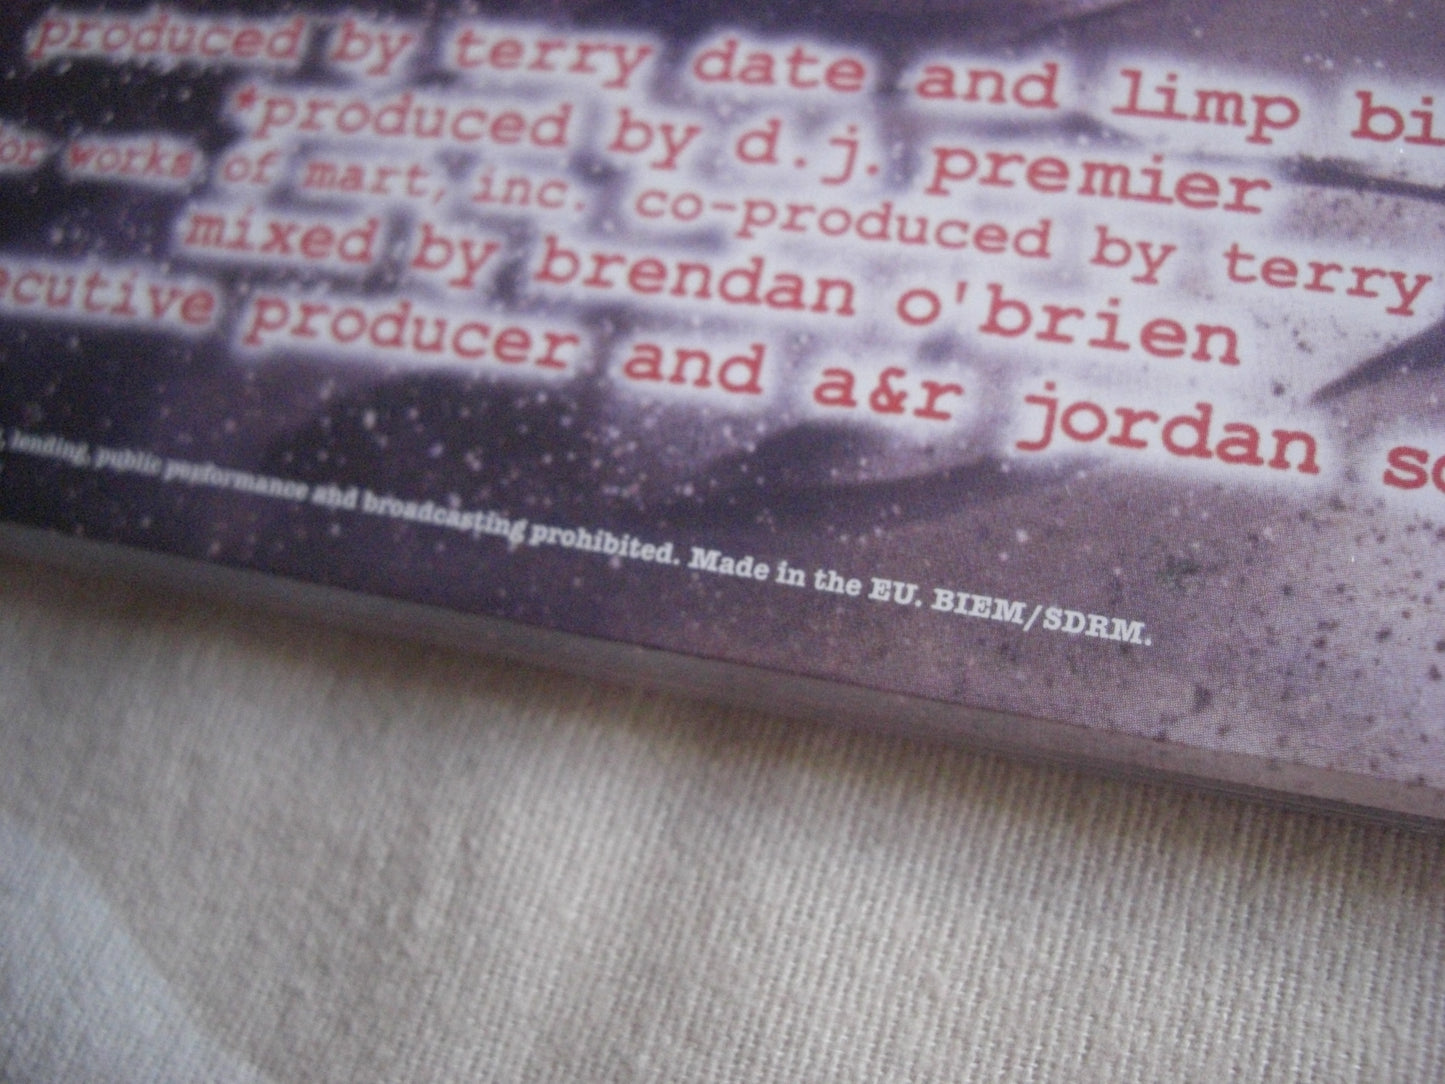 produced by terry date and limp bi
*produced by d.j. premier
or works of mart, inc. co-produced by terry
mixed by brendan o'brien
ecutive producer and a&r jordan sc
, lending, public performance and broadcasting prohibited. Made in the EU. BIEM/SDRM.